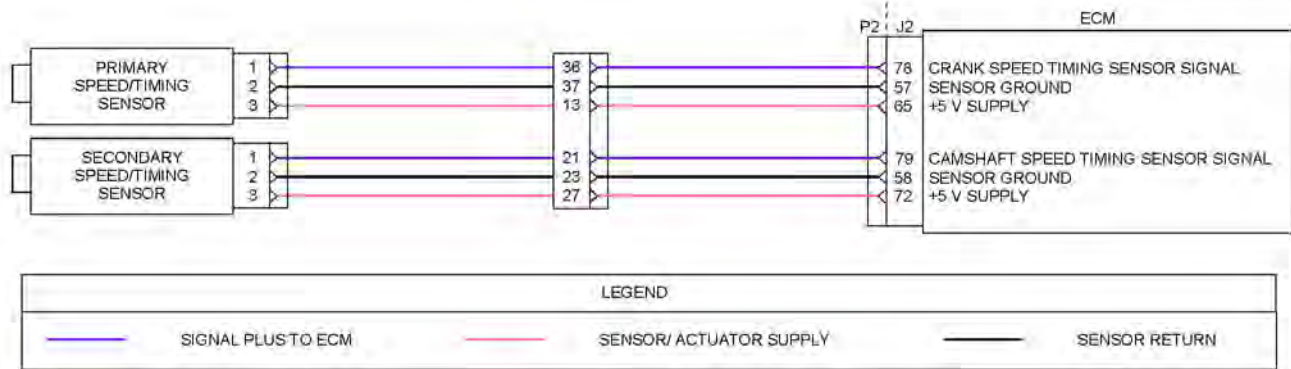 P2 J2 ECM
PRIMARY SPEED/TIMING SENSOR
1 36 78 CRANK SPEED TIMING SENSOR SIGNAL
2 37 57 SENSOR GROUND
3 13 65 +5 V SUPPLY
SECONDARY SPEED/TIMING SENSOR
1 21 79 CAMSHAFT SPEED TIMING SENSOR SIGNAL
2 23 58 SENSOR GROUND
3 27 72 +5 V SUPPLY
LEGEND
SIGNAL PLUS TO ECM SENSOR/ ACTUATOR SUPPLY SENSOR RETURN